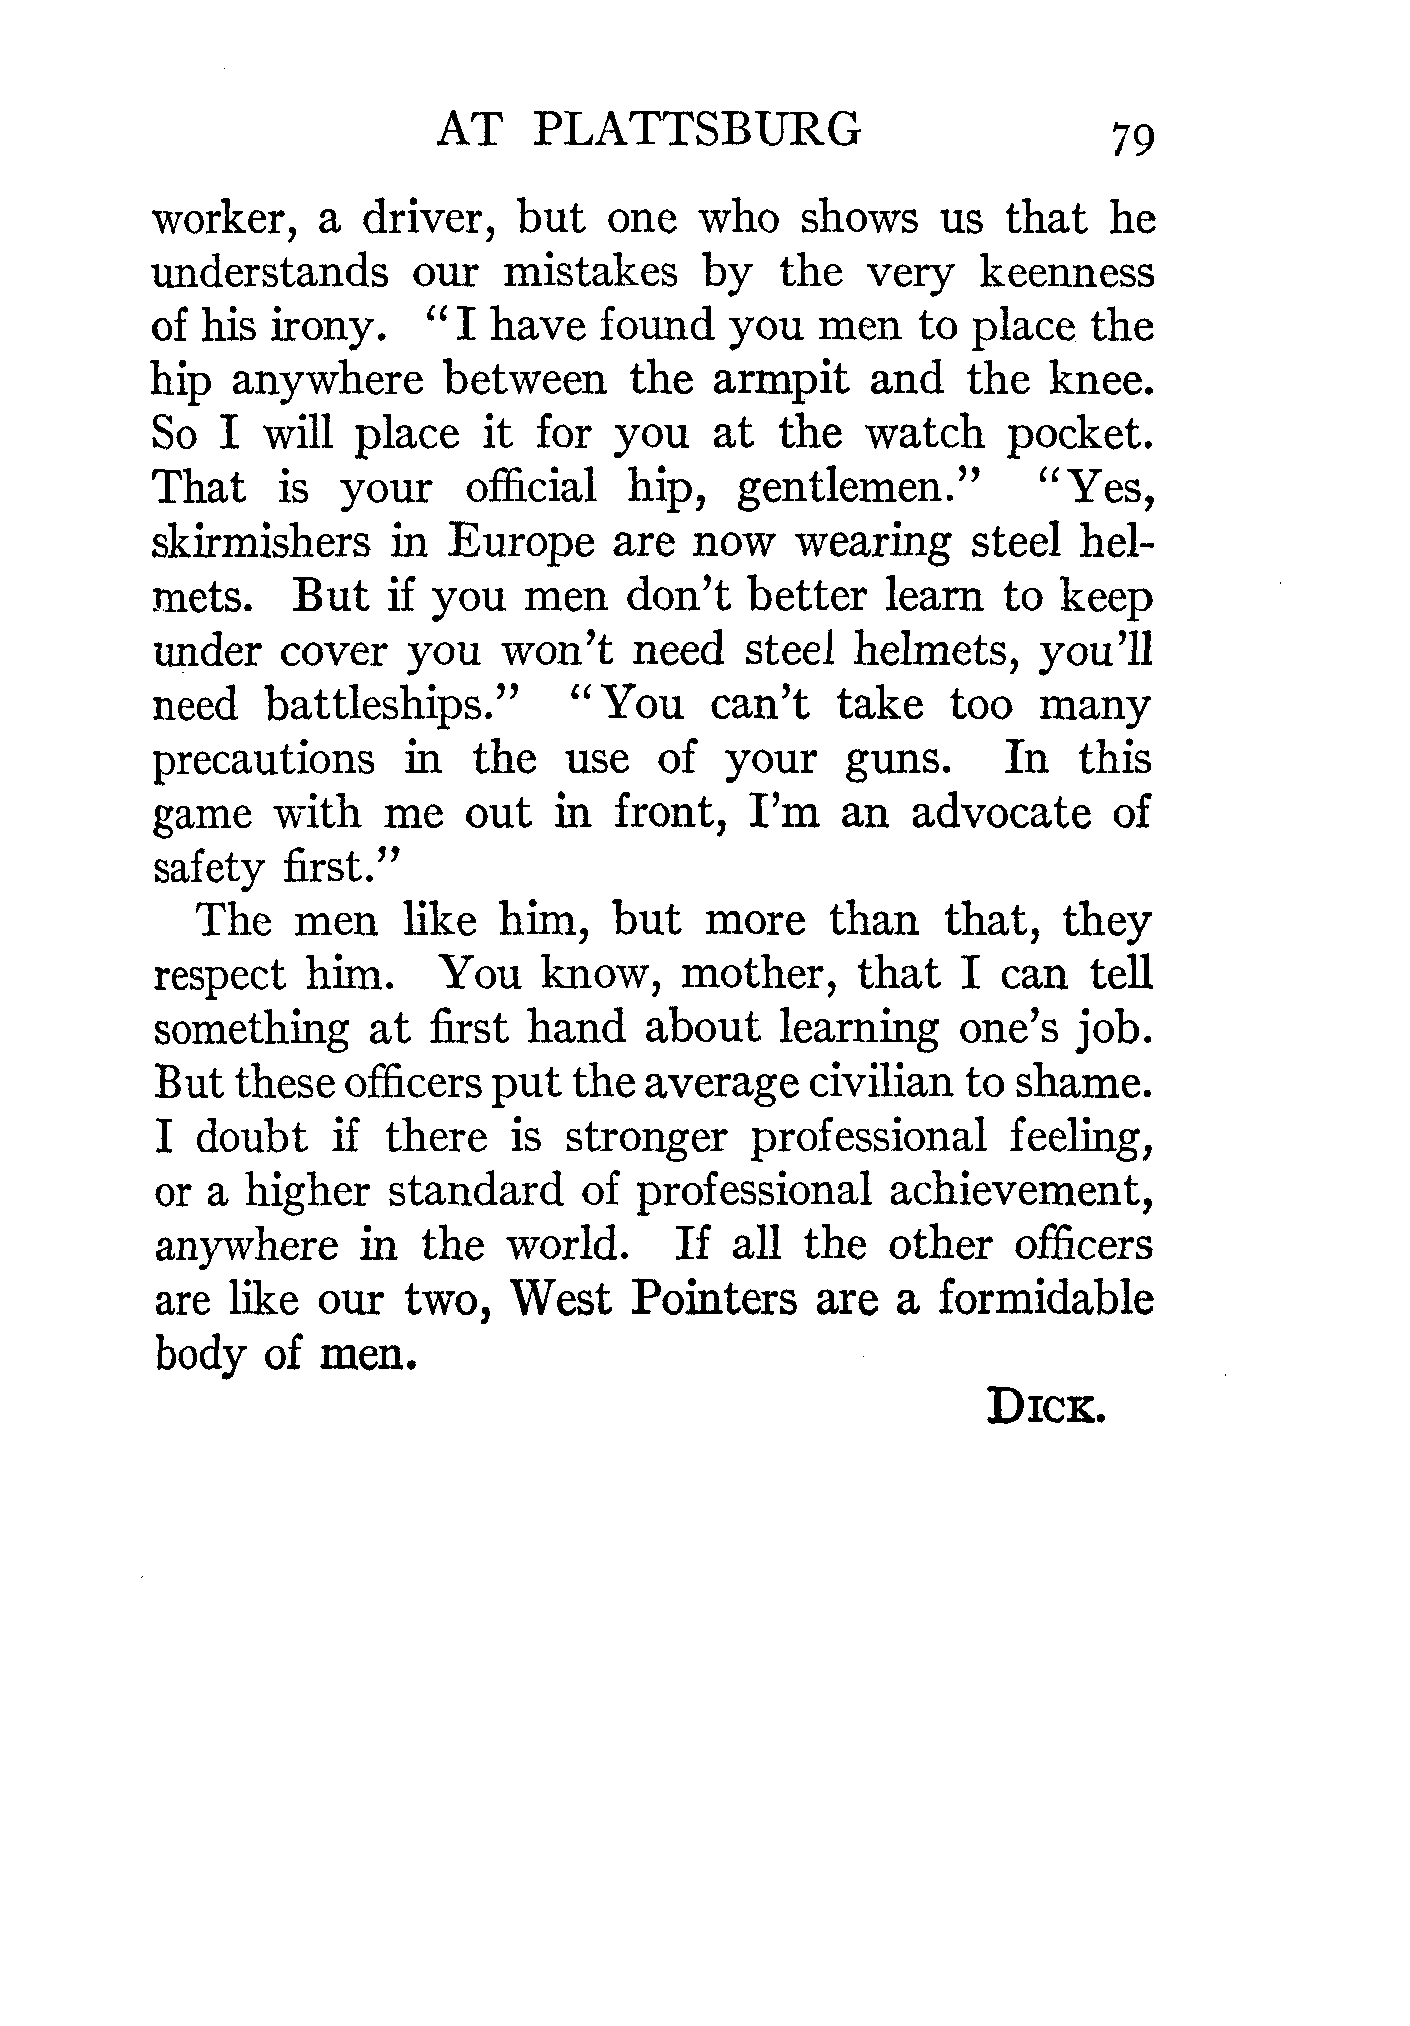 AT PLATTSBURG 79
worker, a driver, but one who shows us that he
understands our mistakes by the very keenness
of his irony. “I have found you men to place the
hip anywhere between the armpit and the knee.
So I will place it for you at the watch pocket.
That is your official hip, gentlemen.” “Yes,
skirmishers in Europe are now wearing steel hel-
mets. But if you men don’t better learn to keep
under cover you won’t need steel helmets, you’ll
need battleships.” “You can’t take too many
precautions in the use of your guns. In this
game with me out in front, I’m an advocate of
safety first.”
The men like him, but more than that, they
respect him. You know, mother, that I can tell
something at first hand about learning one’s job.
But these officers put the average civilian to shame.
I doubt if there is stronger professional feeling,
or a higher standard of professional achievement,
anywhere in the world. If all the other officers
are like our two, West Pointers are a formidable
body of men.
DICK.